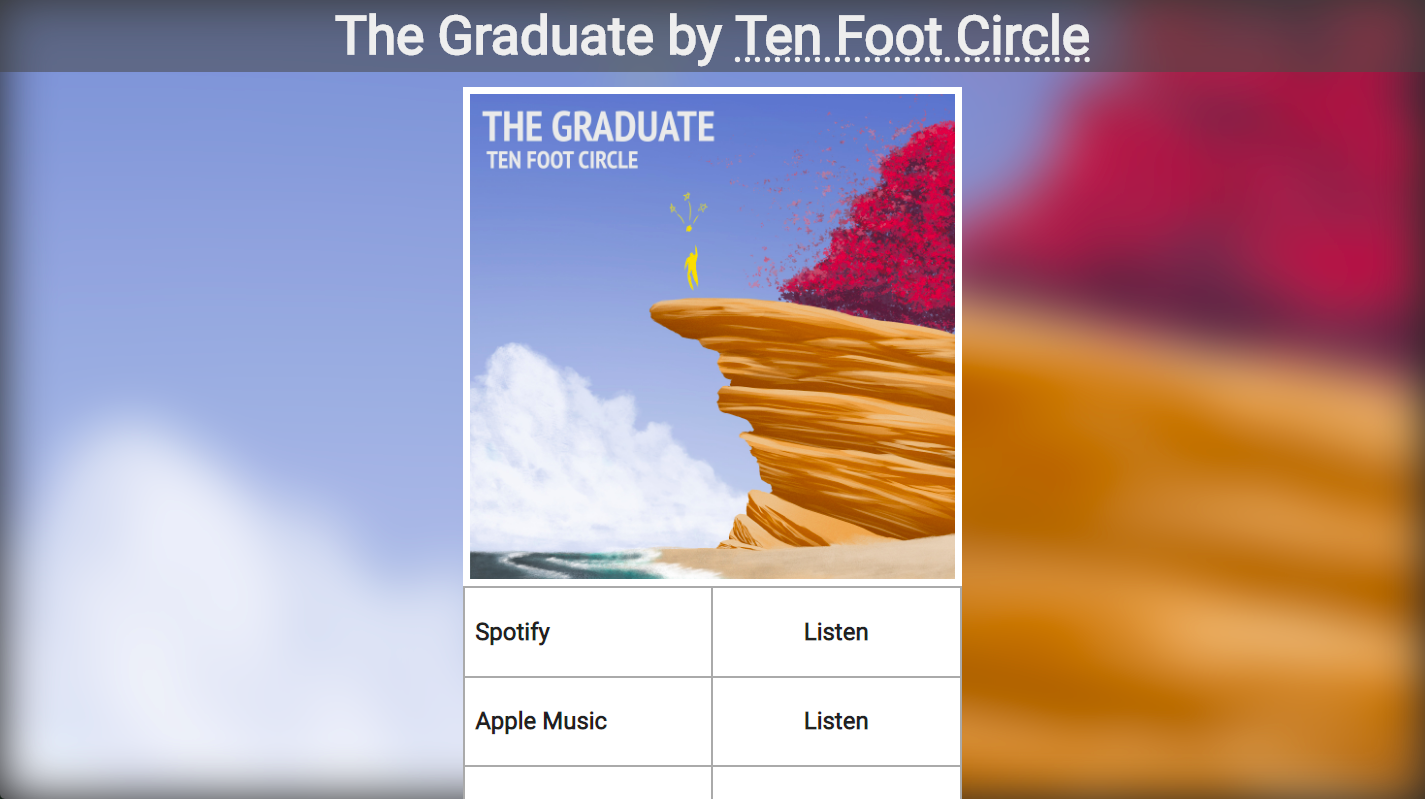 The Graduate by Ten Foot Circle
THE GRADUATE
TEN FOOT CIRCLE
Spotify Listen
Apple Music Listen